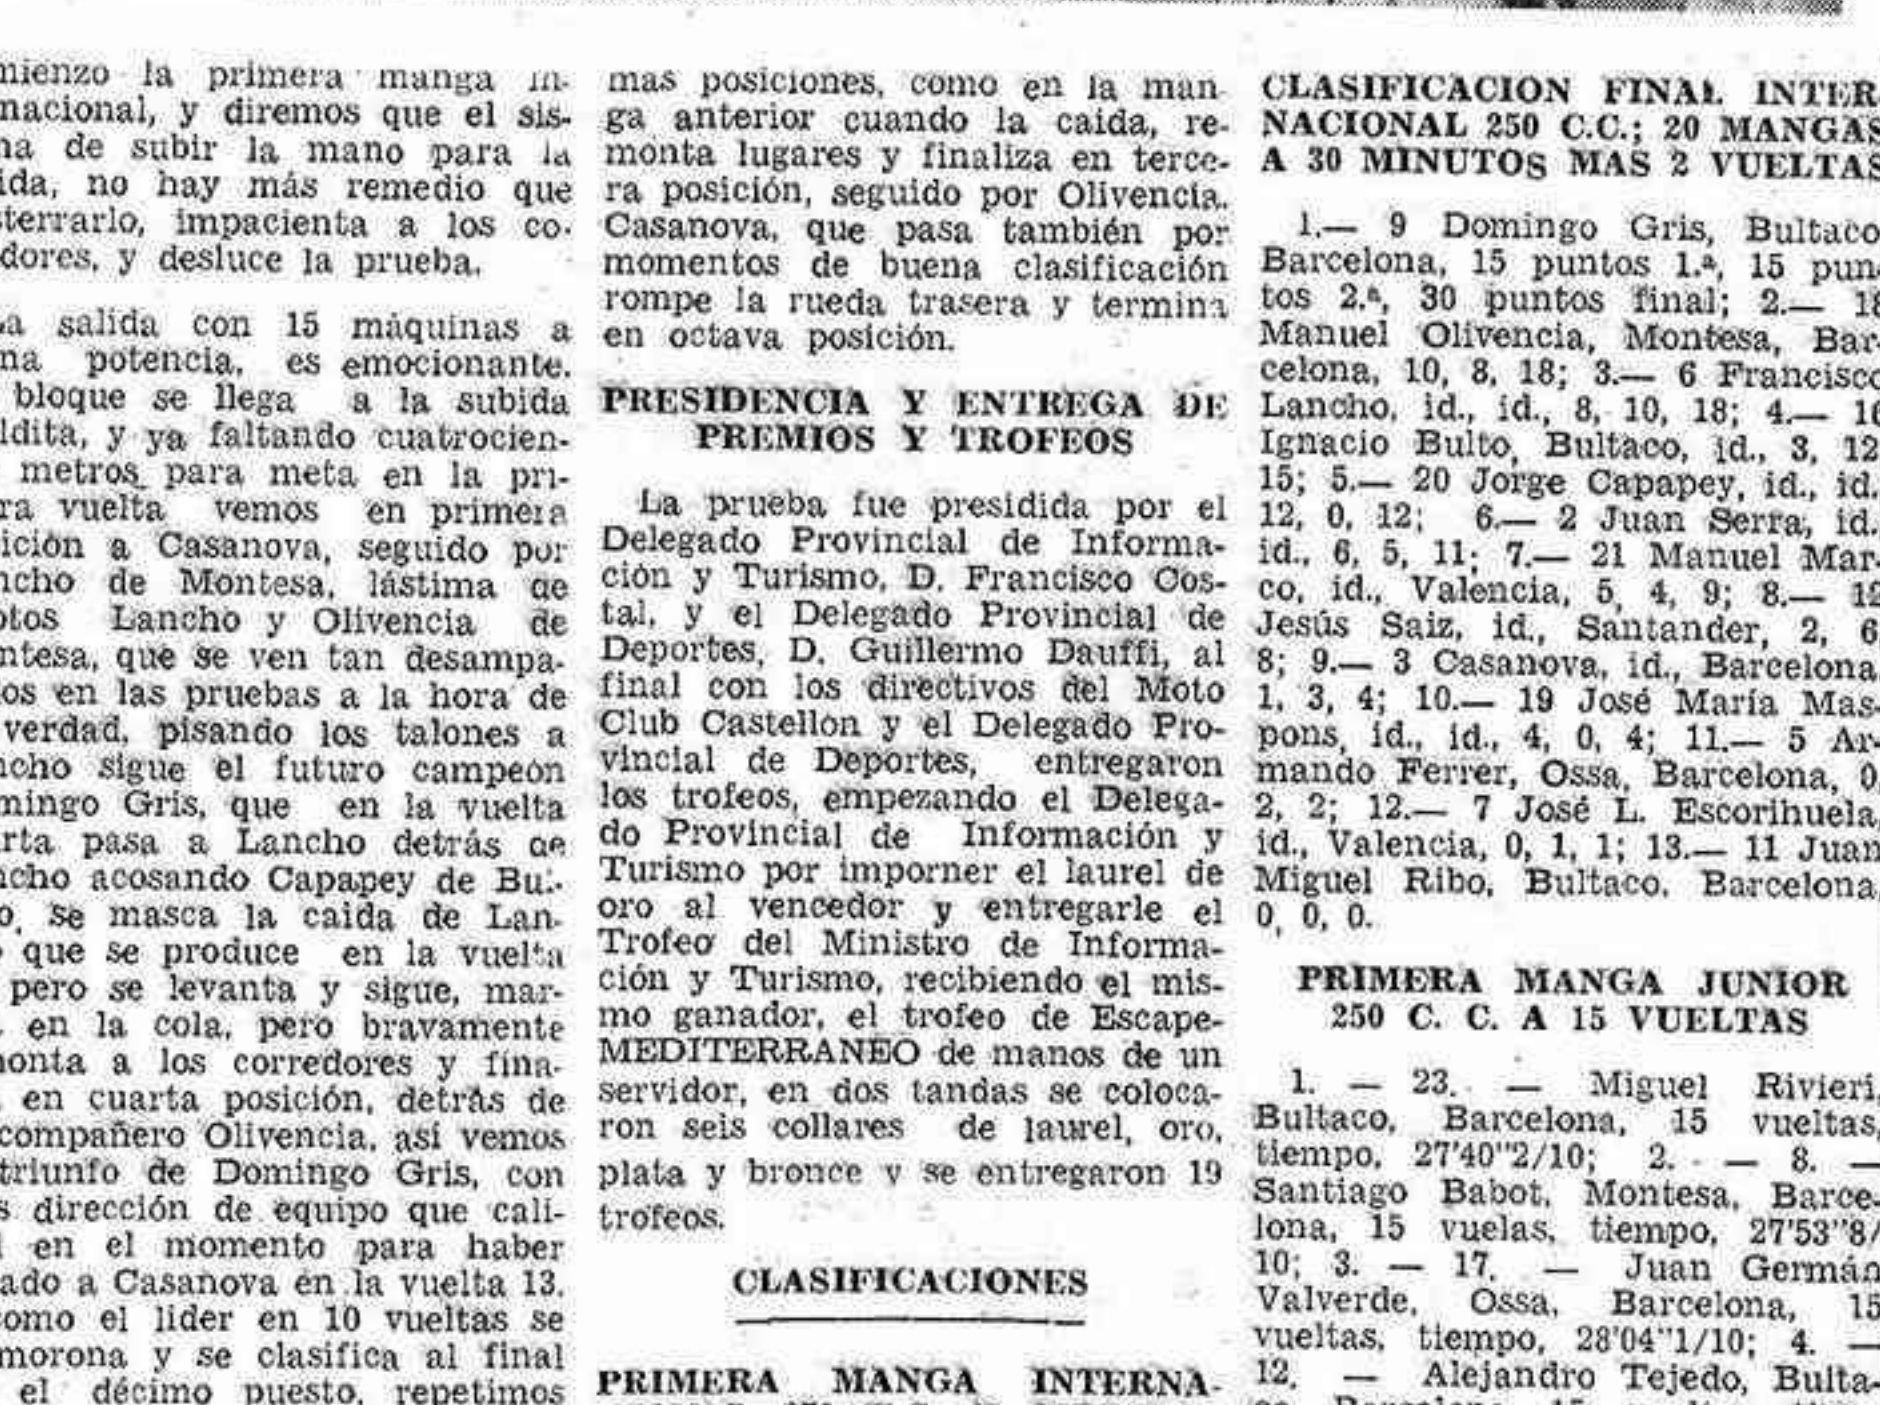 mienzo la primera manga in-
nacional, y diremos que el sis-
ma de subir la mano para la
ida, no hay más remedio que
sterrarlo, impacienta a los co-
dores, y desluce la prueba.
La salida con 15 máquinas a
na potencia, es emocionante.
bloque se llega a la subida
ldita, y ya faltando cuatrocien-
metros para meta en la pri-
ra vuelta vemos en primera
ición a Casanova, seguido por
ncho de Montesa, lástima de
otos Lancho y Olivencia de
ntesa, que se ven tan desampa-
os en las pruebas a la hora de
verdad, pisando los talones a
ncho sigue el futuro campeón
mingo Gris, que en la vuelta
arta pasa a Lancho detrás de
ncho acosando Capapey de Bul-
o, se masca la caida de Lan-
que se produce en la vuelta
pero se levanta y sigue, mar-
en la cola, pero bravamente
monta a los corredores y fina-
en cuarta posición, detrás de
compañero Olivencia, así vemos
triunfo de Domingo Gris, con
s dirección de equipo que cali-
en el momento para haber
ado a Casanova en la vuelta 13.
como el lider en 10 vueltas se
morona y se clasifica al final
el décimo puesto, repetimos
mas posiciones, como en la man-
ga anterior cuando la caida, re-
monta lugares y finaliza en terce-
ra posición, seguido por Olivencia.
Casanova, que pasa también por
momentos de buena clasificación
rompe la rueda trasera y termina
en octava posición.
PRESIDENCIA Y ENTREGA DE
PREMIOS Y TROFEOS
La prueba fue presidida por el
Delegado Provincial de Informa-
ción y Turismo, D. Francisco Cos-
tal, y el Delegado Provincial de
Deportes, D. Guillermo Dauffi, al
final con los directivos del Moto
Club Castellón y el Delegado Pro-
vincial de Deportes, entregaron
los trofeos, empezando el Delega-
do Provincial de Información y
Turismo por imporner el laurel de
oro al vencedor y entregarle el
Trofeo del Ministro de Informa-
ción y Turismo, recibiendo el mis-
mo ganador, el trofeo de Escape-
MEDITERRANEO de manos de un
servidor, en dos tandas se coloca-
ron seis collares de laurel, oro,
plata y bronce y se entregaron 19
trofeos.
CLASIFICACIONES
PRIMERA MANGA INTERNA-
CLASIFICACION FINAL INTER-
NACIONAL 250 C.C.; 20 MANGAS
A 30 MINUTOS MAS 2 VUELTAS
1.— 9 Domingo Gris, Bultaco
Barcelona, 15 puntos 1.ª, 15 pun-
tos 2.ª, 30 puntos final; 2.— 18
Manuel Olivencia, Montesa, Bar-
celona, 10, 8, 18; 3.— 6 Francisco
Lancho, id., id., 8, 10, 18; 4.— 16
Ignacio Bulto, Bultaco, id., 3, 12
15; 5.— 20 Jorge Capapey, id., id.
12, 0, 12; 6.— 2 Juan Serra, id.
id., 6, 5, 11; 7.— 21 Manuel Mar-
co, id., Valencia, 5, 4, 9; 8.— 12
Jesús Saiz, id., Santander, 2, 6
8; 9.— 3 Casanova, id., Barcelona
1, 3, 4; 10.— 19 José María Mas-
pons, id., id., 4, 0, 4; 11.— 5 Ar-
mando Ferrer, Ossa, Barcelona, 0,
2, 2; 12.— 7 José L. Escorihuela,
id., Valencia, 0, 1, 1; 13.— 11 Juan
Miguel Ribo, Bultaco, Barcelona,
0, 0, 0.
PRIMERA MANGA JUNIOR
250 C. C. A 15 VUELTAS
1. — 23. — Miguel Rivieri,
Bultaco, Barcelona, 15 vueltas,
tiempo, 27'40"2/10; 2. — 8. —
Santiago Babot, Montesa, Barce-
lona, 15 vuelas, tiempo, 27'53"8/
10; 3. — 17. — Juan Germán
Valverde, Ossa, Barcelona, 15
vueltas, tiempo, 28'04"1/10; 4. —
12. — Alejandro Tejedo, Bulta-